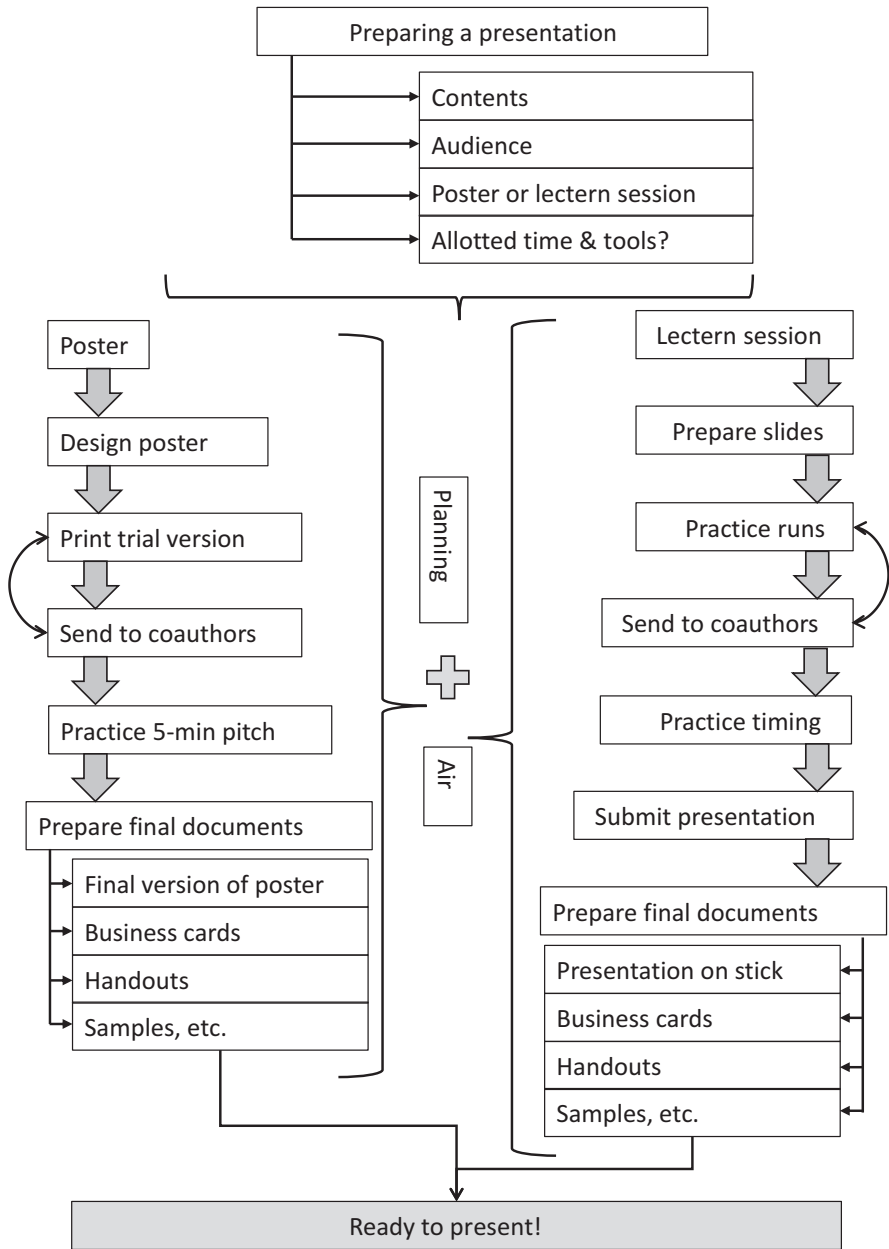 Preparing a presentation
Contents
Audience
Poster or lectern session
Allotted time & tools?
Poster
Design poster
Print trial version
Send to coauthors
Practice 5-min pitch
Prepare final documents
Final version of poster
Business cards
Handouts
Samples, etc.
Planning
Air
Lectern session
Prepare slides
Practice runs
Send to coauthors
Practice timing
Submit presentation
Prepare final documents
Presentation on stick
Business cards
Handouts
Samples, etc.
Ready to present!